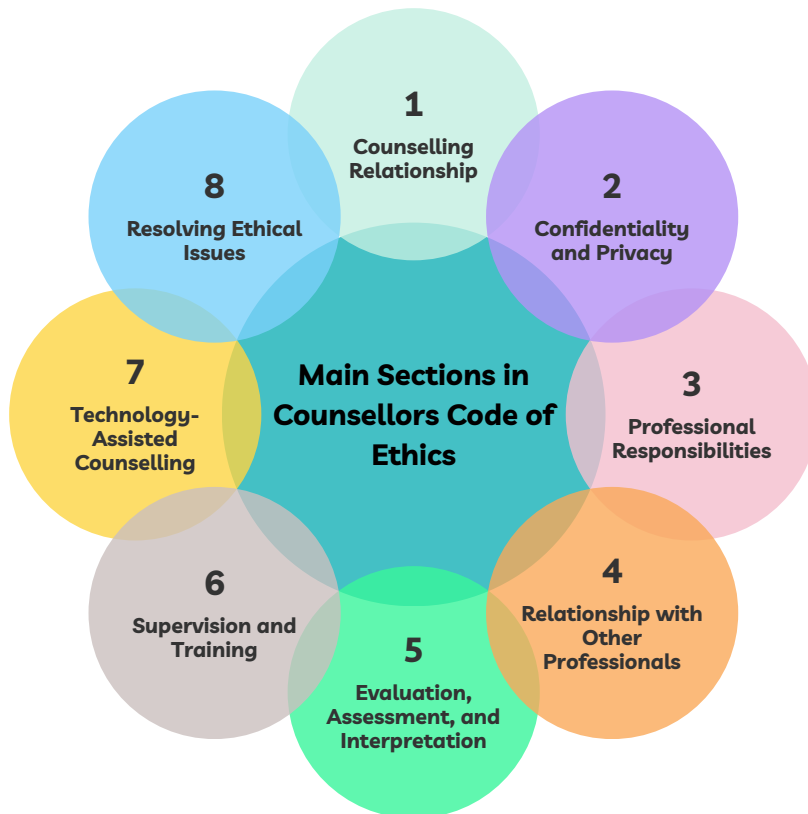 1
Counselling
Relationship
2
Confidentiality
and Privacy
3
Professional
Responsibilities
4
Relationship with
Other
Professionals
5
Evaluation,
Assessment, and
Interpretation
6
Supervision and
Training
7
Technology-
Assisted
Counselling
8
Resolving Ethical
Issues
Main Sections in
Counsellors Code of
Ethics